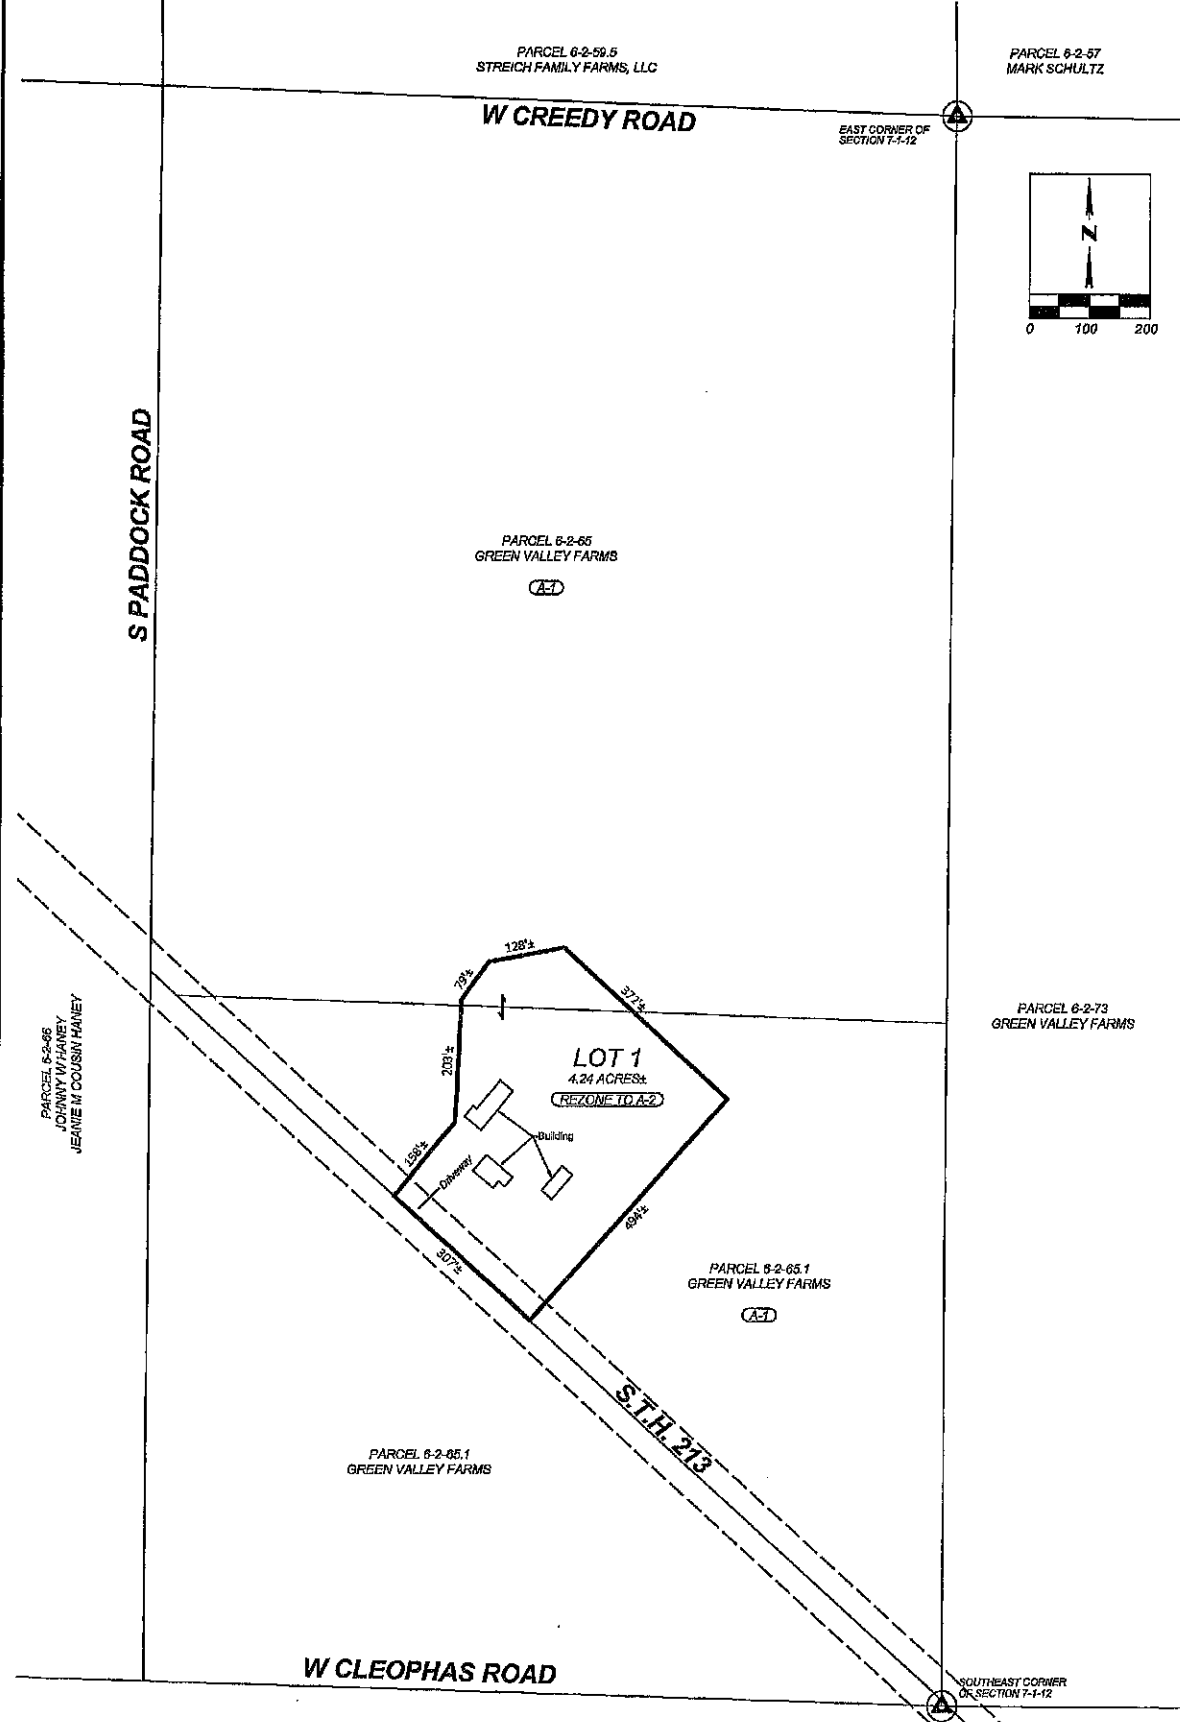 PARCEL 6-2-59.5
STREICH FAMILY FARMS, LLC
PARCEL 6-2-57
MARK SCHULTZ
W CREEDY ROAD
EAST CORNER OF
SECTION 7-1-12
N
0 100 200
S PADDOCK ROAD
PARCEL 6-2-65
GREEN VALLEY FARMS
A-1
128'±
79'±
377'±
203'±
LOT 1
4.24 ACRES±
REZONE TO A-2
Building
158'±
Driveway
307'±
494'±
PARCEL 6-2-66
JOHNNY W HANEY
JEANIE M COUSIN HANEY
PARCEL 6-2-73
GREEN VALLEY FARMS
PARCEL 6-2-65.1
GREEN VALLEY FARMS
A-1
S.T.H. 213
PARCEL 6-2-65.1
GREEN VALLEY FARMS
W CLEOPHAS ROAD
SOUTHEAST CORNER
OF SECTION 7-1-12